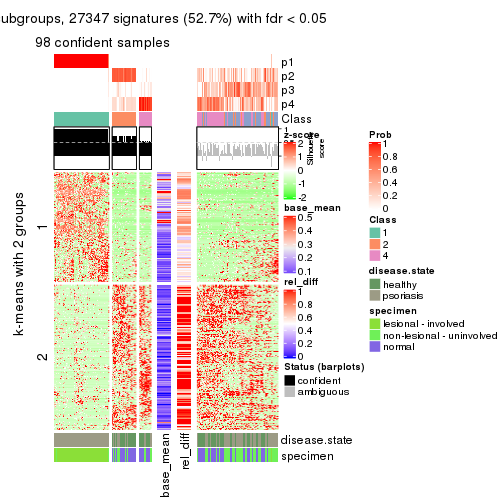 ubgroups, 27347 signatures (52.7%) with fdr < 0.05
98 confident samples
p1
p2
p3
p4
Class
1
Silhouette
score
z-score
2
1
0
-1
-2
base_mean
0.5
0.4
0.3
0.2
0.1
rel_diff
1
0.8
0.6
0.4
0.2
0
Status (barplots)
confident
ambiguous
Prob
1
0.8
0.6
0.4
0.2
0
Class
1
2
4
disease.state
healthy
psoriasis
specimen
lesional - involved
non-lesional - uninvolved
normal
k-means with 2 groups
1
2
disease.state
specimen
base_mean
rel_diff